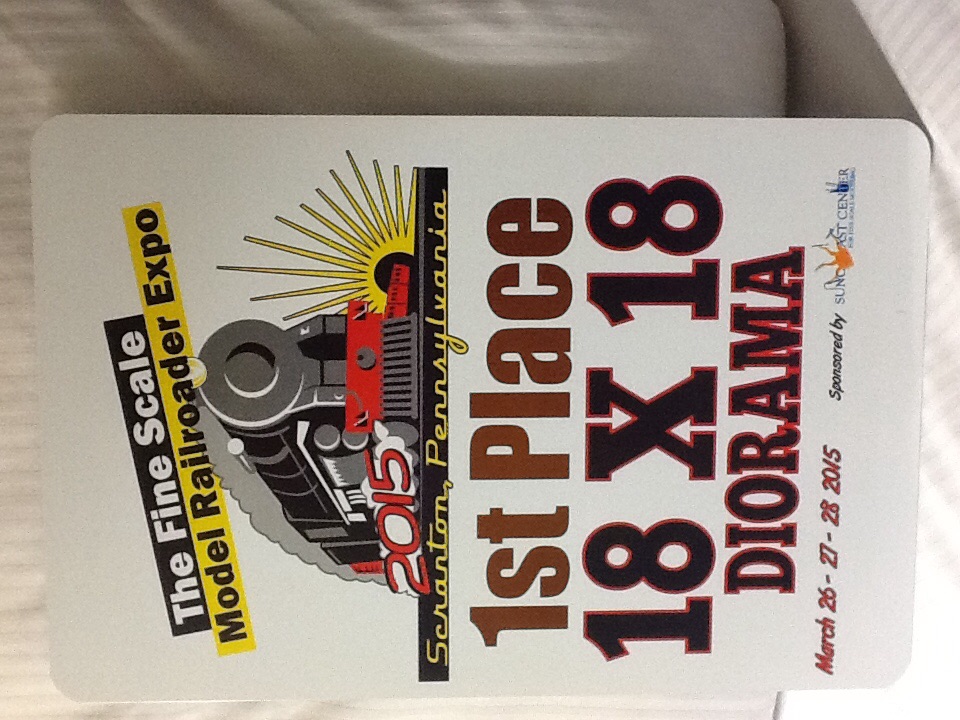 The Fine Scale
Model Railroader Expo
2015
Scranton, Pennsylvania
1st Place
18 X 18
DIORAMA
March 26 - 27 - 28 2015 Sponsored by